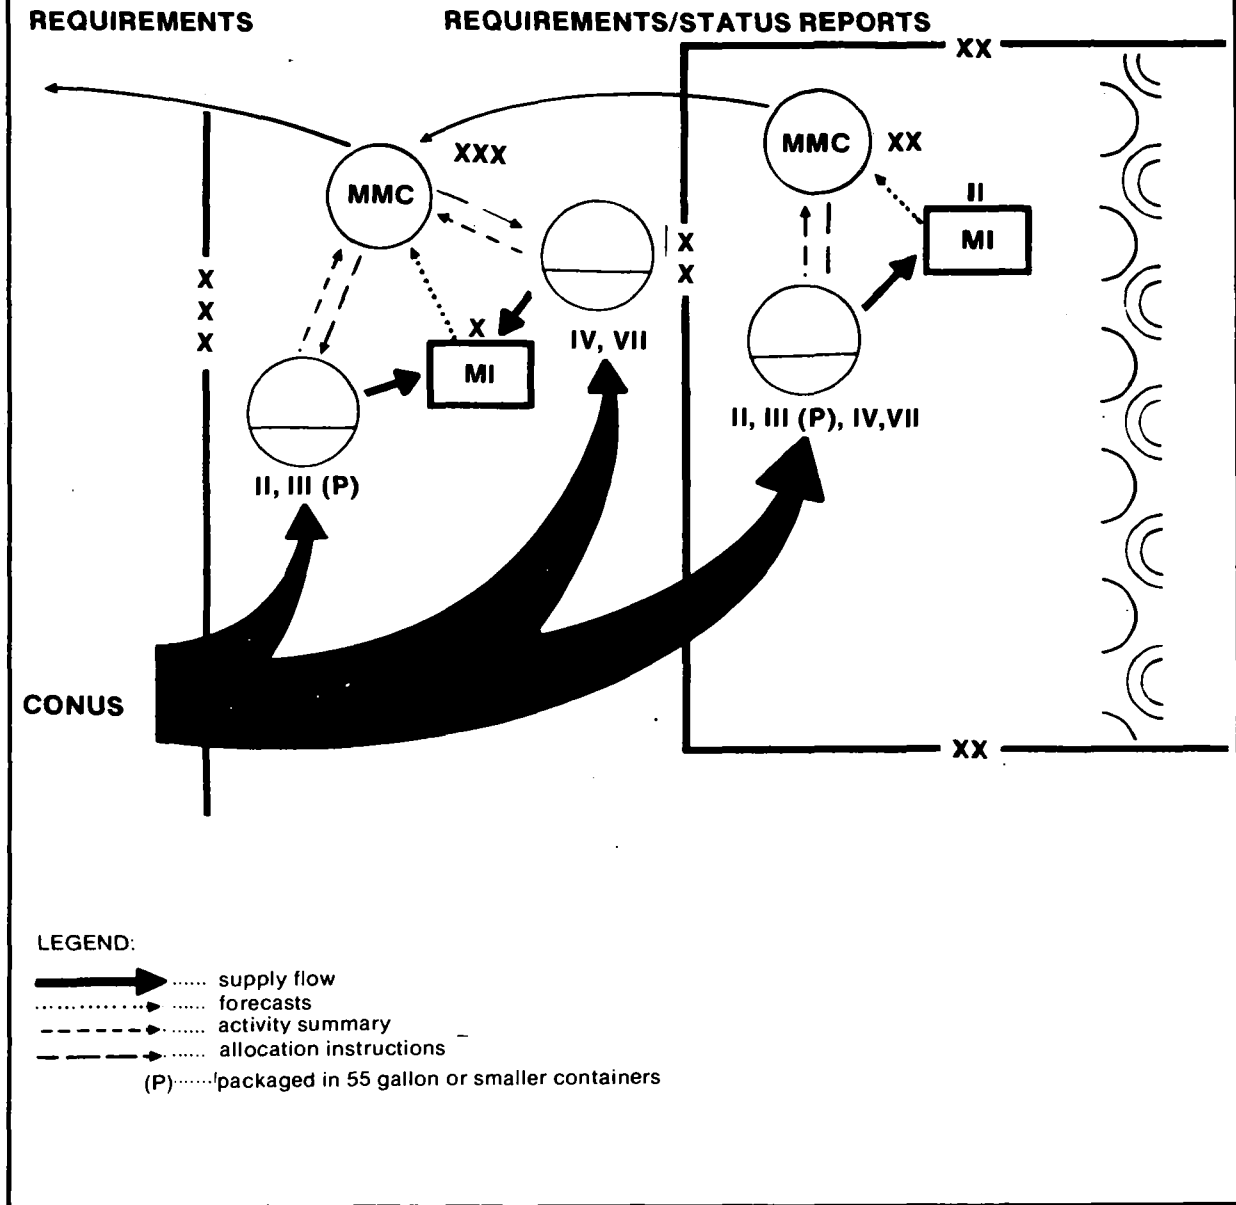 REQUIREMENTS
REQUIREMENTS/STATUS REPORTS
XX
MMC
XX
XXX
MMC
II
MI
X
X
X
X
X
X
MI
IV, VII
II, III (P), IV,VII
II, III (P)
CONUS
XX
LEGEND:
supply flow
forecasts
activity summary
allocation instructions
(P) packaged in 55 gallon or smaller containers